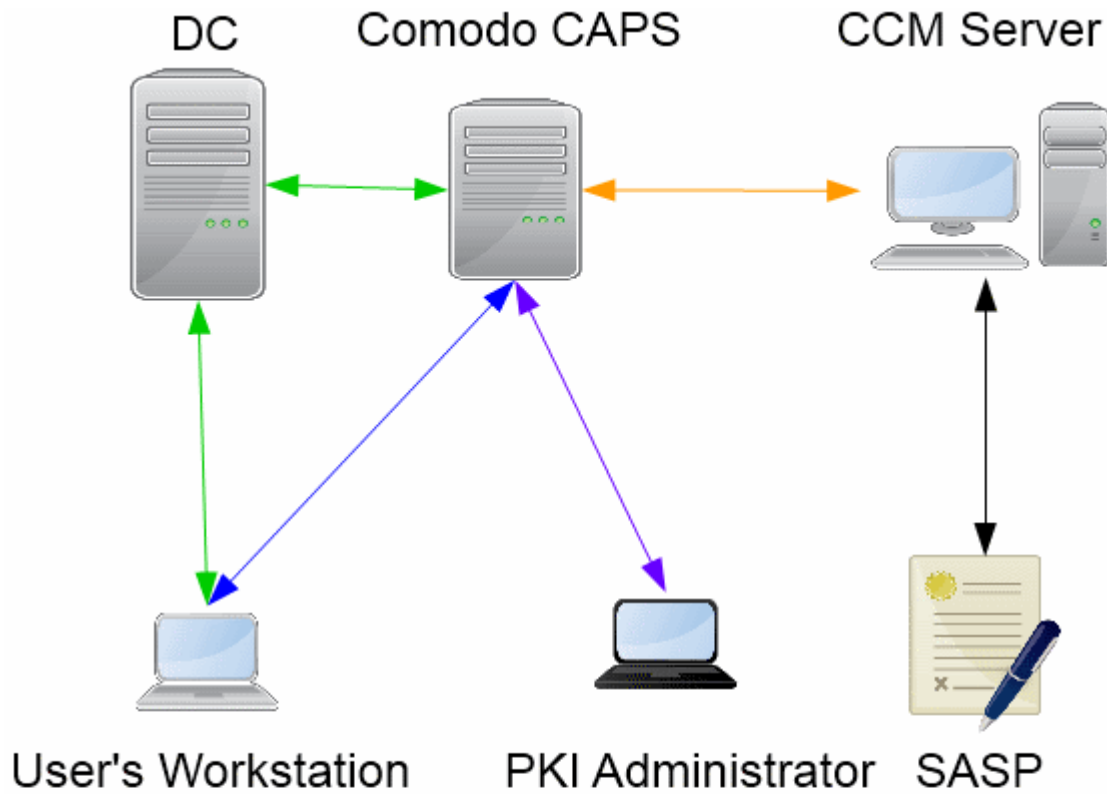 DC
Comodo CAPS
CCM Server
User's Workstation
PKI Administrator
SASP